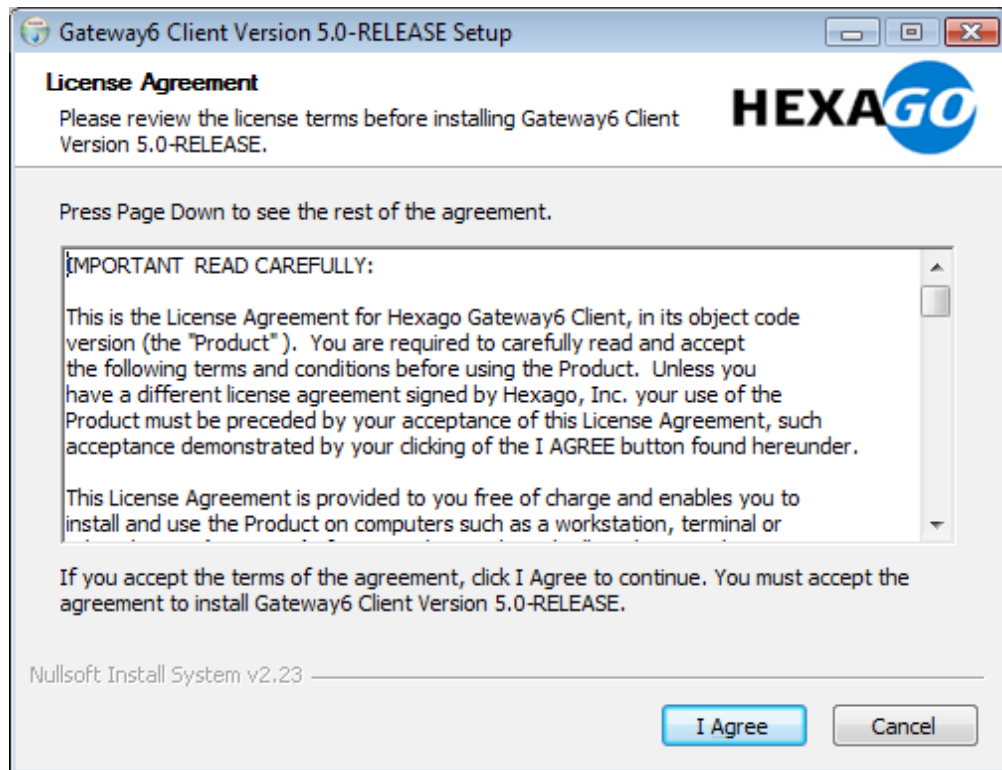 Gateway6 Client Version 5.0-RELEASE Setup
License Agreement
Please review the license terms before installing Gateway6 Client
Version 5.0-RELEASE.
HEXAGO
Press Page Down to see the rest of the agreement.
IMPORTANT  READ CAREFULLY:
This is the License Agreement for Hexago Gateway6 Client, in its object code
version (the "Product" ).  You are required to carefully read and accept
the following terms and conditions before using the Product.  Unless you
have a different license agreement signed by Hexago, Inc. your use of the
Product must be preceded by your acceptance of this License Agreement, such
acceptance demonstrated by your clicking of the I AGREE button found hereunder.
This License Agreement is provided to you free of charge and enables you to
install and use the Product on computers such as a workstation, terminal or
If you accept the terms of the agreement, click I Agree to continue. You must accept the
agreement to install Gateway6 Client Version 5.0-RELEASE.
Nullsoft Install System v2.23
I Agree
Cancel